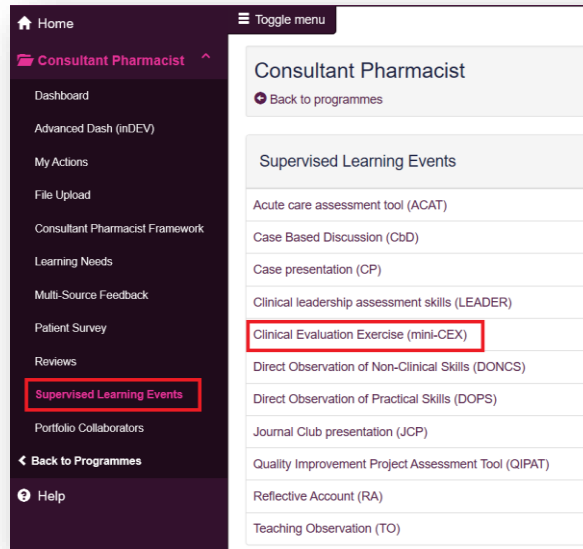 Home
Consultant Pharmacist
Dashboard
Advanced Dash (inDEV)
My Actions
File Upload
Consultant Pharmacist Framework
Learning Needs
Multi-Source Feedback
Patient Survey
Reviews
Supervised Learning Events
Portfolio Collaborators
Back to Programmes
Help
Toggle menu
Consultant Pharmacist
Back to programmes
Supervised Learning Events
Acute care assessment tool (ACAT)
Case Based Discussion (CbD)
Case presentation (CP)
Clinical leadership assessment skills (LEADER)
Clinical Evaluation Exercise (mini-CEX)
Direct Observation of Non-Clinical Skills (DONCS)
Direct Observation of Practical Skills (DOPS)
Journal Club presentation (JCP)
Quality Improvement Project Assessment Tool (QIPAT)
Reflective Account (RA)
Teaching Observation (TO)